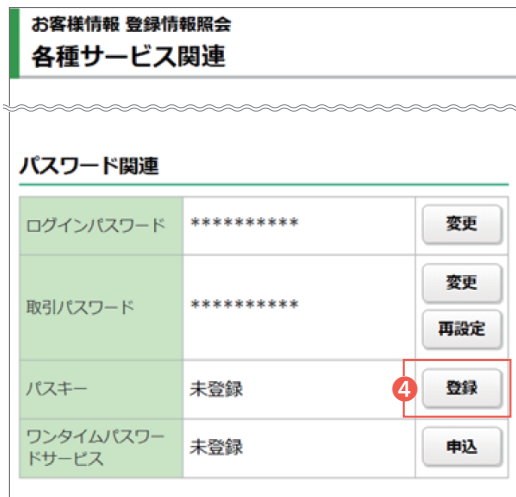 お客様情報 登録情報照会
各種サービス関連
パスワード関連
ログインパスワード ********** 変更
取引パスワード ********** 変更
再設定
パスキー 未登録 4 登録
ワンタイムパスワー
ドサービス 未登録 申込